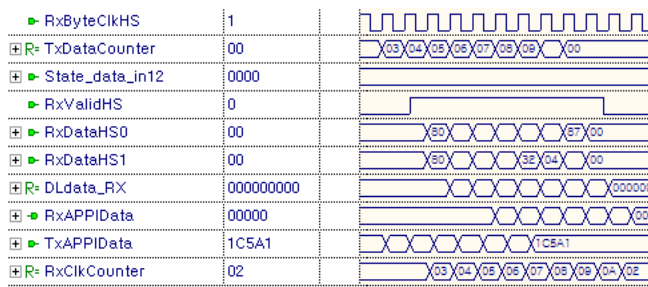 RxByteClkHS 1
R= TxDataCounter 00 03 04 05 06 07 08 09 00
State_data_in12 0000
RxValidHS 0
RxDataHS0 00 80 87 00
RxDataHS1 00 80 32 04 00
R= DLdata_RX 000000000 000000
RxAPPIData 00000 00
TxAPPIData 1C5A1 1C5A1
R= RxClkCounter 02 03 04 05 06 07 08 09 0A 02